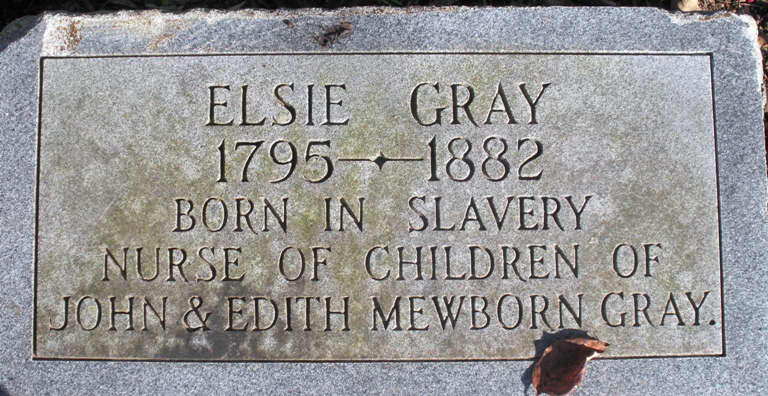 ELSIE GRAY
1795–1882
BORN IN SLAVERY
NURSE OF CHILDREN OF
JOHN & EDITH MEWBORN GRAY.